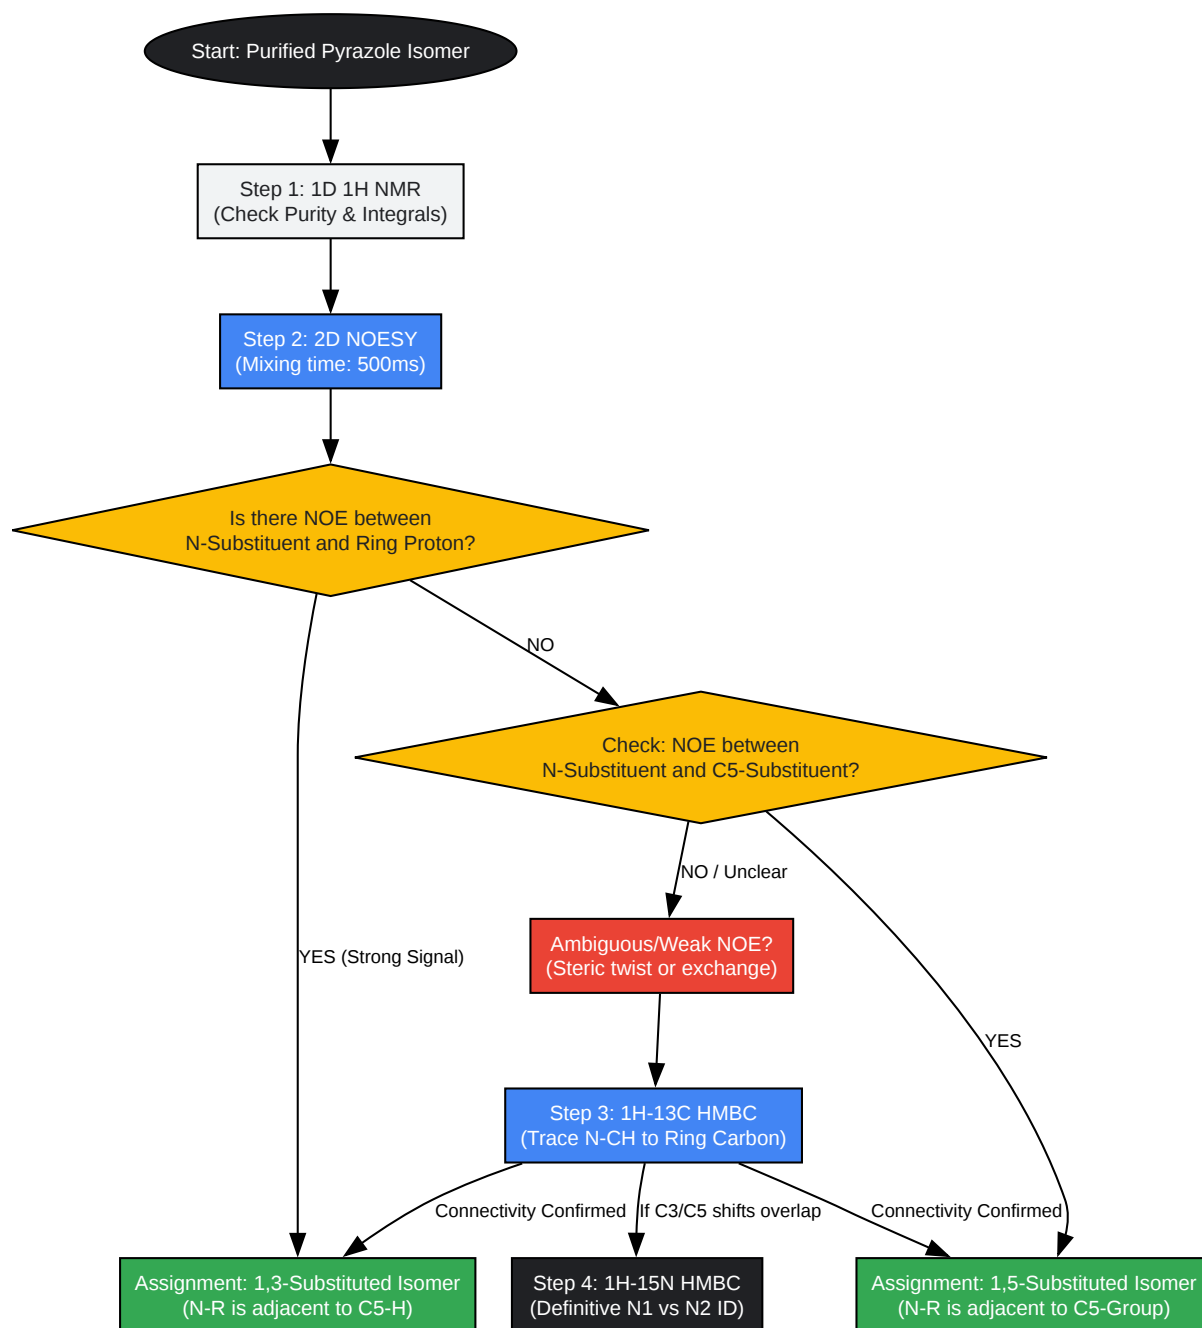 Start: Purified Pyrazole Isomer
Step 1: 1D 1H NMR
(Check Purity & Integrals)
Step 2: 2D NOESY
(Mixing time: 500ms)
Is there NOE between
N-Substituent and Ring Proton?
NO
Check: NOE between
N-Substituent and C5-Substituent?
NO / Unclear
Ambiguous/Weak NOE?
(Steric twist or exchange)
YES (Strong Signal)
YES
Step 3: 1H-13C HMBC
(Trace N-CH to Ring Carbon)
Connectivity Confirmed
If C3/C5 shifts overlap
Connectivity Confirmed
Assignment: 1,3-Substituted Isomer
(N-R is adjacent to C5-H)
Step 4: 1H-15N HMBC
(Definitive N1 vs N2 ID)
Assignment: 1,5-Substituted Isomer
(N-R is adjacent to C5-Group)